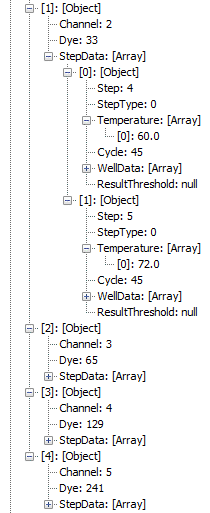 [1]: [Object]
Channel: 2
Dye: 33
StepData: [Array]
[0]: [Object]
Step: 4
StepType: 0
Temperature: [Array]
[0]: 60.0
Cycle: 45
WellData: [Array]
ResultThreshold: null
[1]: [Object]
Step: 5
StepType: 0
Temperature: [Array]
[0]: 72.0
Cycle: 45
WellData: [Array]
ResultThreshold: null
[2]: [Object]
Channel: 3
Dye: 65
StepData: [Array]
[3]: [Object]
Channel: 4
Dye: 129
StepData: [Array]
[4]: [Object]
Channel: 5
Dye: 241
StepData: [Array]